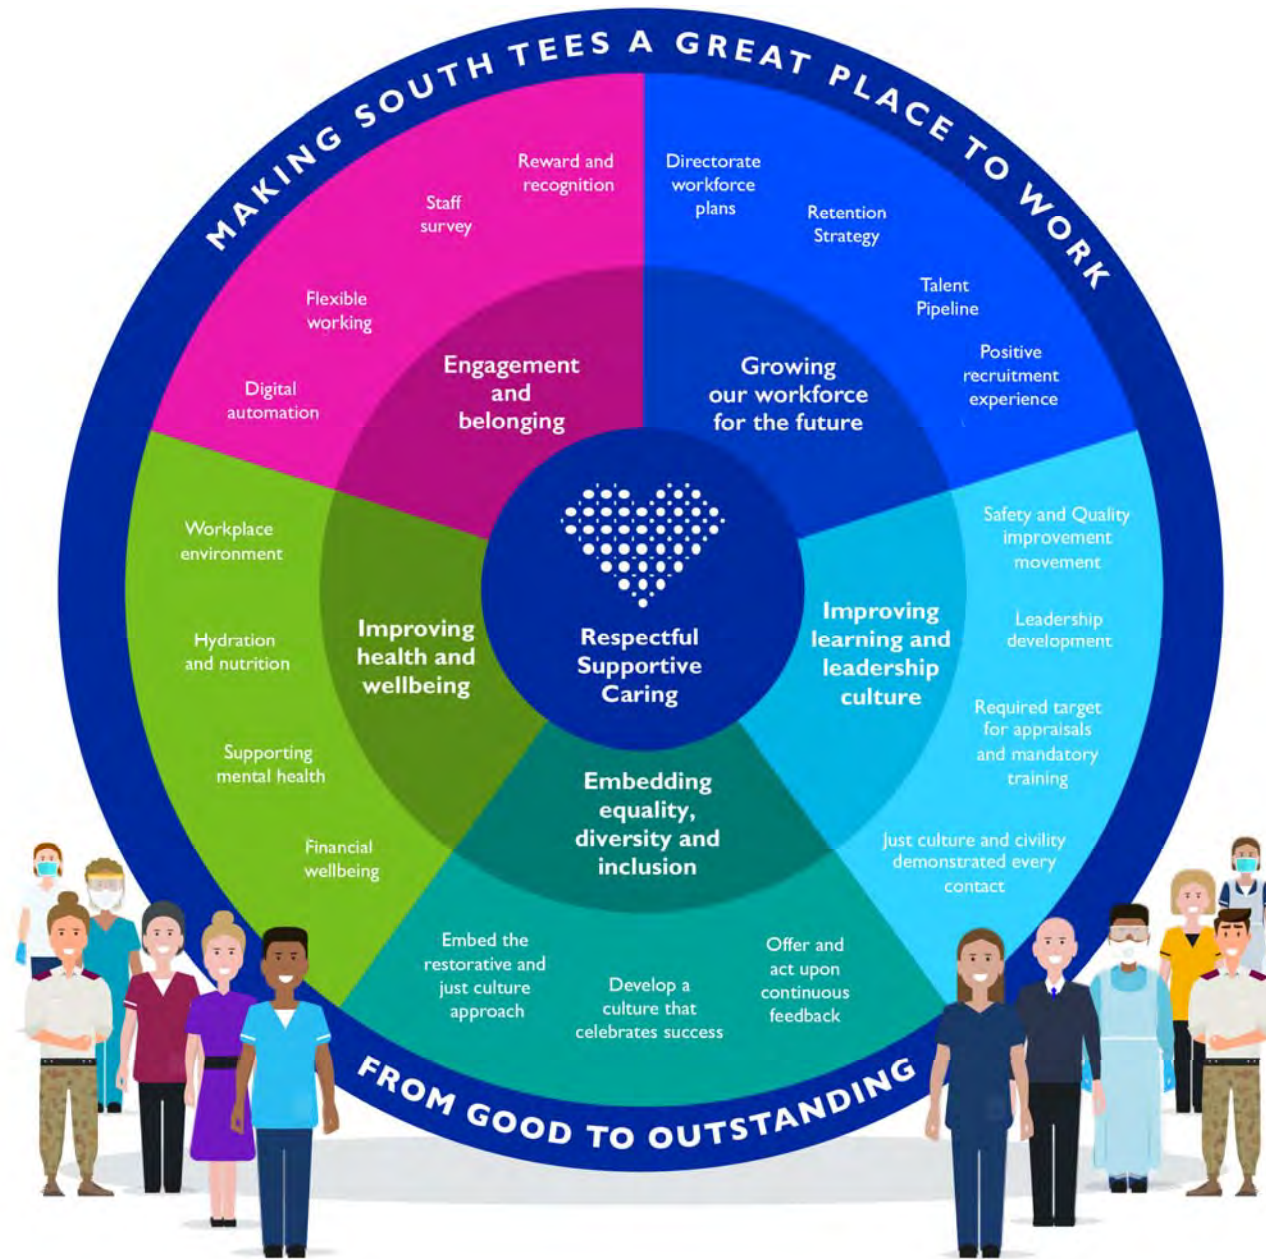 MAKING SOUTH TEES A GREAT PLACE TO WORK
Reward and
recognition
Staff
survey
Flexible
working
Digital
automation
Engagement
and
belonging
Directorate
workforce
plans
Retention
Strategy
Talent
Pipeline
Positive
recruitment
experience
Growing
our workforce
for the future
Safety and Quality
improvement
movement
Leadership
development
Required target
for appraisals
and mandatory
training
Just culture and civility
demonstrated every
contact
Improving
learning and
leadership
culture
Workplace
environment
Hydration
and nutrition
Supporting
mental health
Financial
wellbeing
Improving
health and
wellbeing
Respectful
Supportive
Caring
Embedding
equality,
diversity and
inclusion
Embed the
restorative and
just culture
approach
Develop a
culture that
celebrates success
Offer and
act upon
continuous
feedback
FROM GOOD TO OUTSTANDING